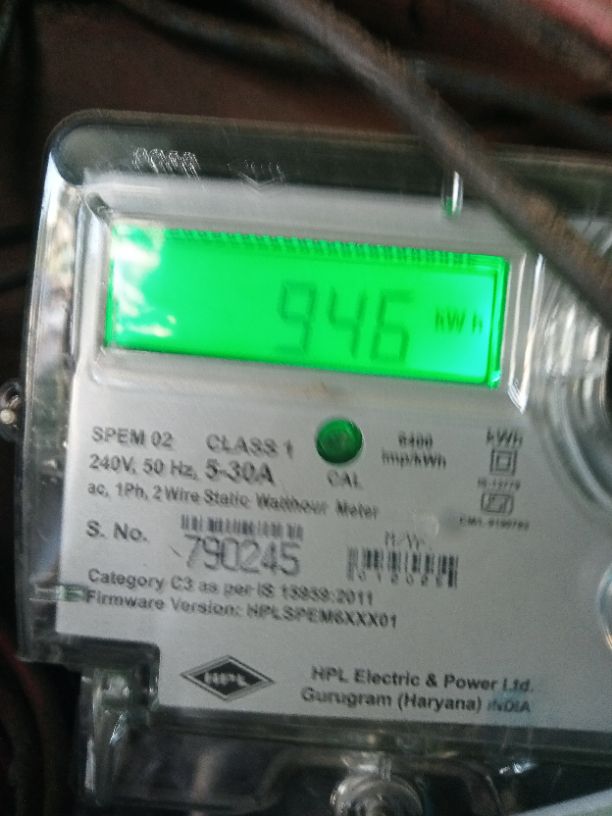 946 kWh
SPEM 02 CLASS 1
240V, 50 Hz, 5-30A
CAL
6400
imp/kWh
kWh
ac, 1Ph, 2 Wire Static Watthour Meter
S. No.
790245
Category C3 as per IS 15959:2011
Firmware Version: HPLSPEM6XXX01
HPL
HPL Electric & Power Ltd.
Gurugram (Haryana) INDIA